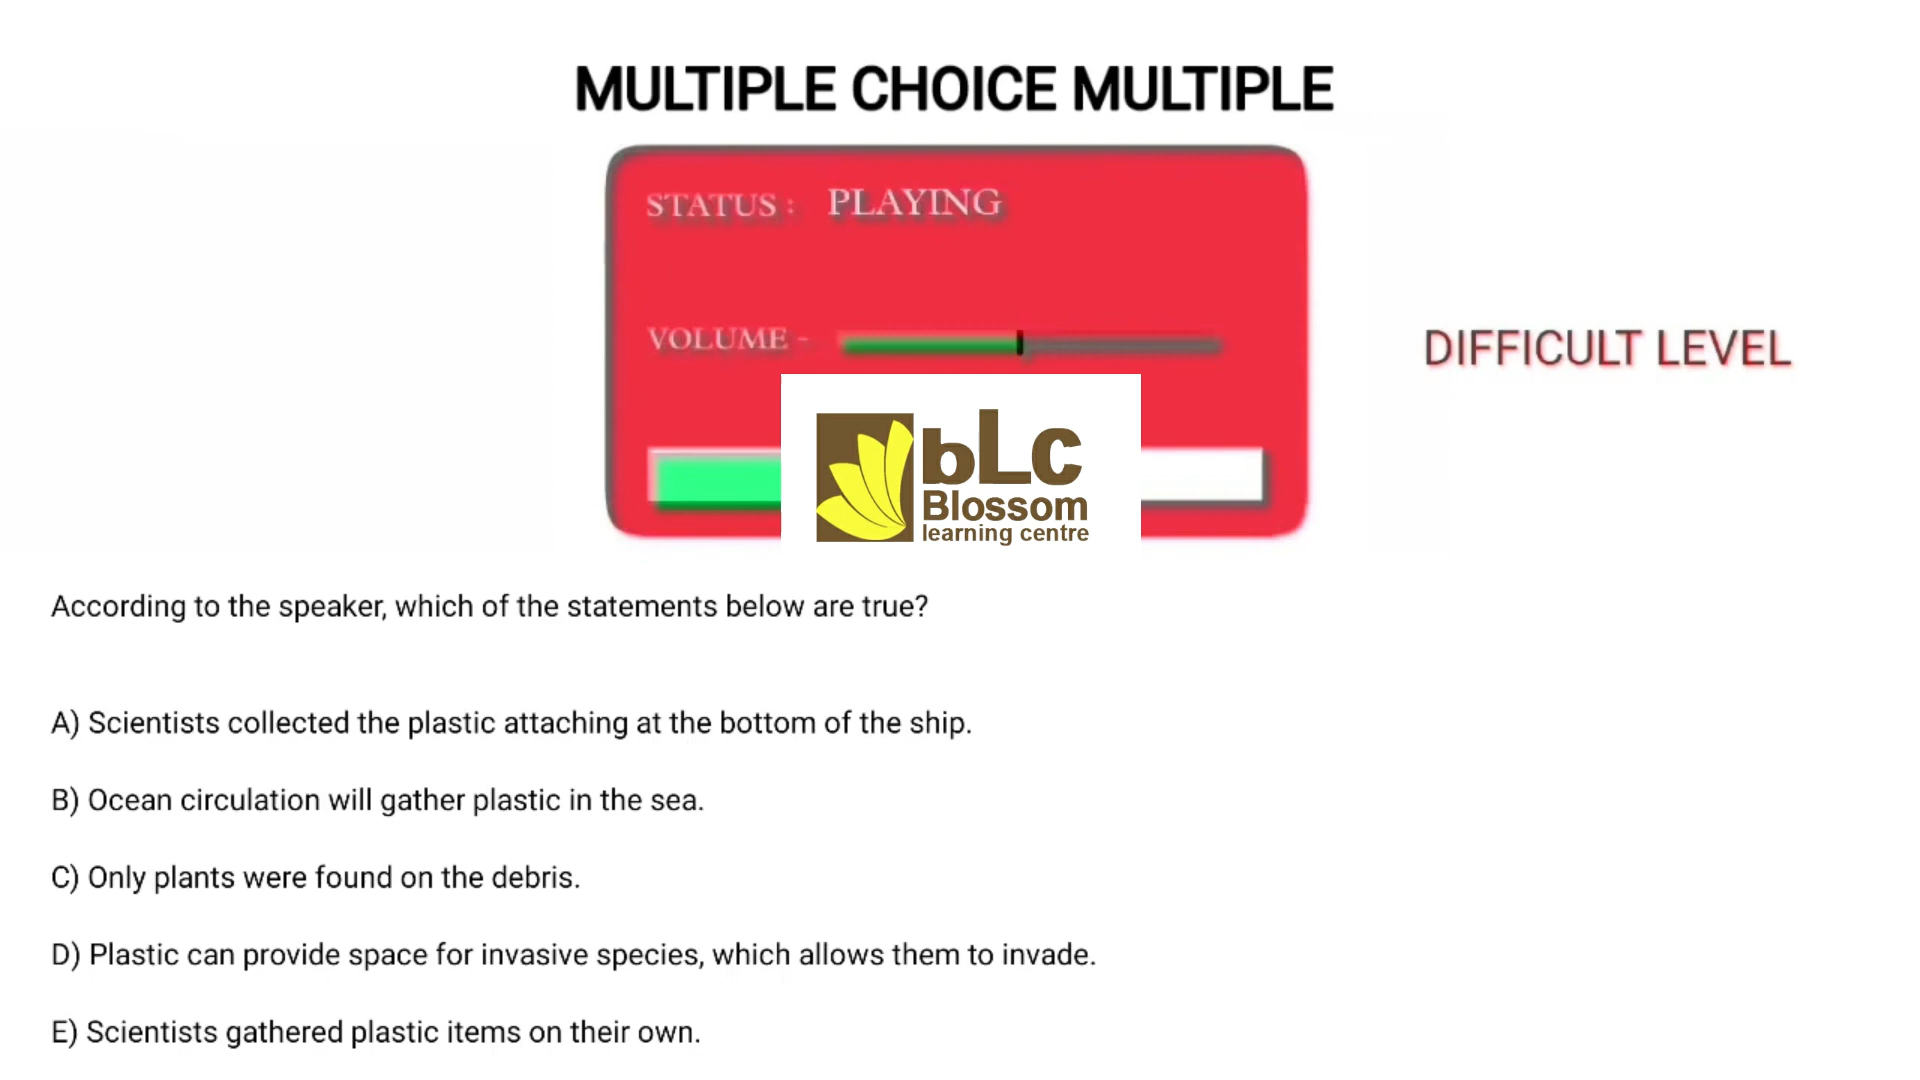 MULTIPLE CHOICE MULTIPLE
STATUS : PLAYING
VOLUME -
DIFFICULT LEVEL
bLc
Blossom
learning centre
According to the speaker, which of the statements below are true?
A) Scientists collected the plastic attaching at the bottom of the ship.
B) Ocean circulation will gather plastic in the sea.
C) Only plants were found on the debris.
D) Plastic can provide space for invasive species, which allows them to invade.
E) Scientists gathered plastic items on their own.